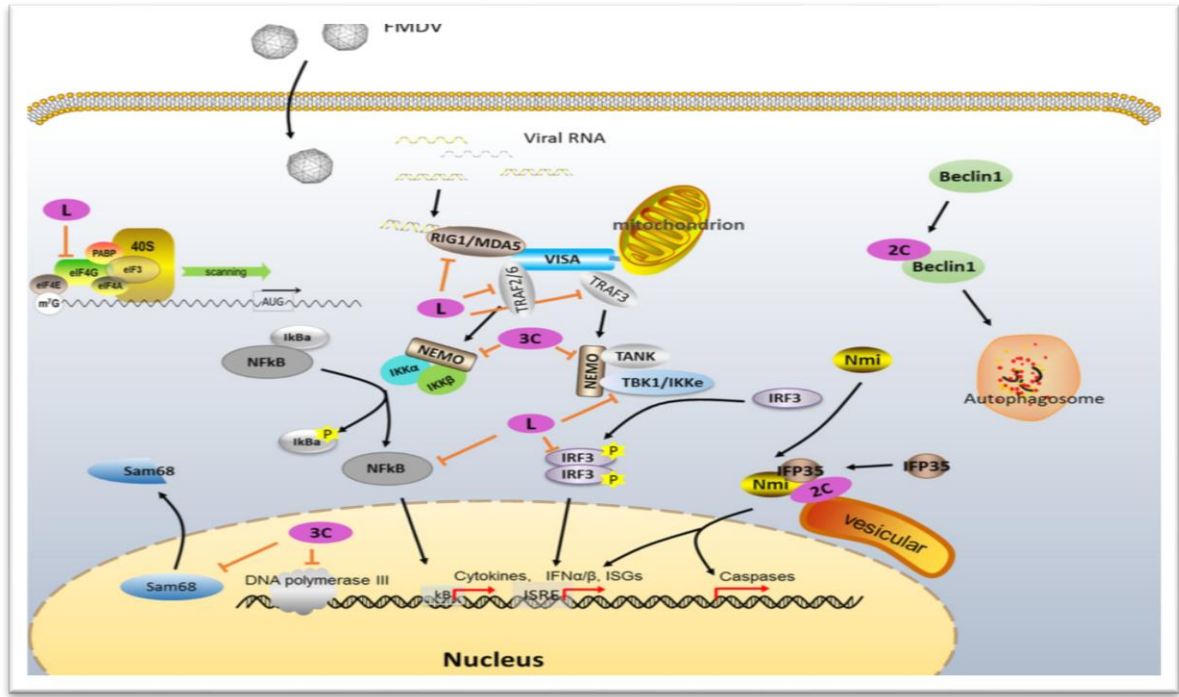 FMDV
Viral RNA
Beclin1
L
2C
Beclin1
PABP
40S
eIF4G
eIF3
eIF4E
eIF4A
scanning
m7G
AUG
RIG1/MDA5
mitochondrion
VISA
TRAF2/6
TRAF3
L
3C
IkBa
NFkB
NEMO
IKKα
IKKβ
NEMO
TANK
TBK1/IKKe
Nmi
Autophagosome
IRF3
L
IkBa
P
NFkB
IRF3
P
IRF3
P
Sam68
IFP35
IFP35
Nmi
2C
vesicular
3C
Sam68
DNA polymerase III
Cytokines, IFNα/β, ISGs
Caspases
kB
ISRE
Nucleus